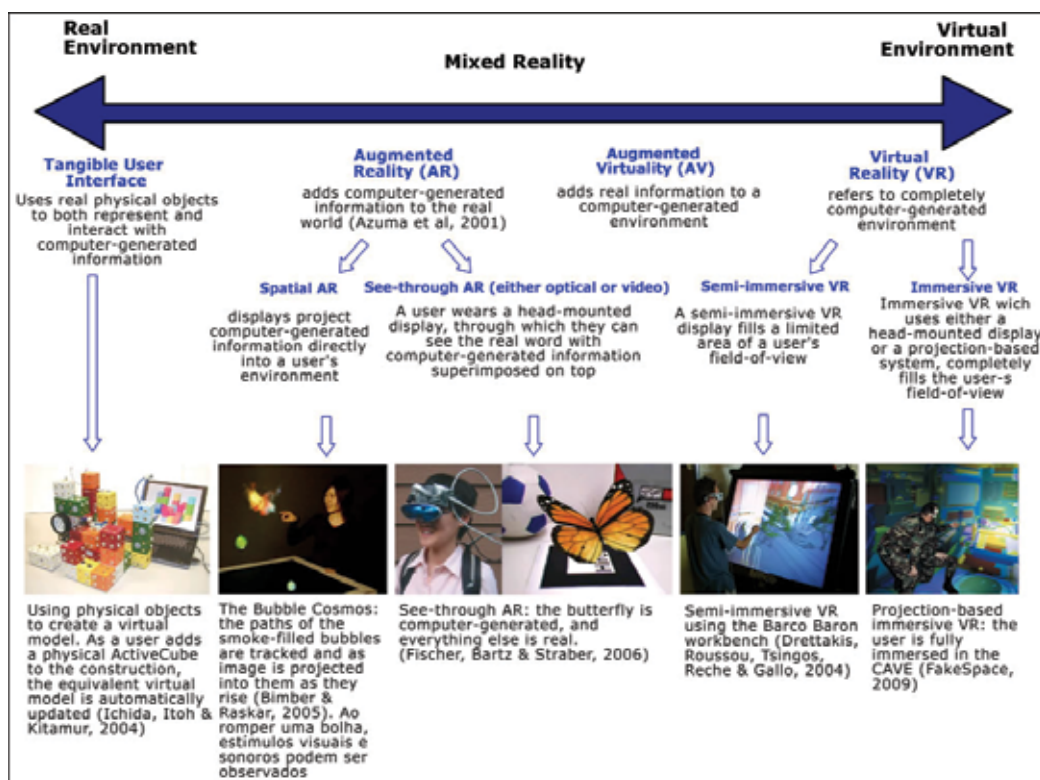 Real
Environment
Mixed Reality
Virtual
Environment
Tangible User
Interface
Uses real physical objects
to both represent and
interact with
computer-generated
information
Augmented
Reality (AR)
adds computer-generated
information to the real
world (Azuma et al, 2001)
Augmented
Virtuality (AV)
adds real information to a
computer-generated
environment
Virtual
Reality (VR)
refers to completely
computer-generated
environment
Spatial AR
displays project
computer-generated
information directly
into a user's
environment
See-through AR (either optical or video)
A user wears a head-mounted
display, through which they can
see the real word with
computer-generated information
superimposed on top
Semi-immersive VR
A semi-immersive VR
display fills a limited
area of a user's
field-of-view
Immersive VR
Immersive VR wich
uses either a
head-mounted display
or a projection-based
system, completely
fills the user-s
field-of-view
Using physical objects
to create a virtual
model. As a user adds
a physical ActiveCube
to the construction,
the equivalent virtual
model is automatically
updated (Ichida, Itoh &
Kitamur, 2004)
The Bubble Cosmos:
the paths of the
smoke-filled bubbles
are tracked and as
image is projected
into them as they
rise (Bimber &
Raskar, 2005). Ao
romper uma bolha,
estímulos visuais e
sonoros podem ser
observados
See-through AR: the butterfly is
computer-generated, and
everything else is real.
(Fischer, Bartz & Straber, 2006)
Semi-immersive VR
using the Barco Baron
workbench (Drettakis,
Roussou, Tsingos,
Reche & Gallo, 2004)
Projection-based
immersive VR: the
user is fully
immersed in the
CAVE (FakeSpace,
2009)